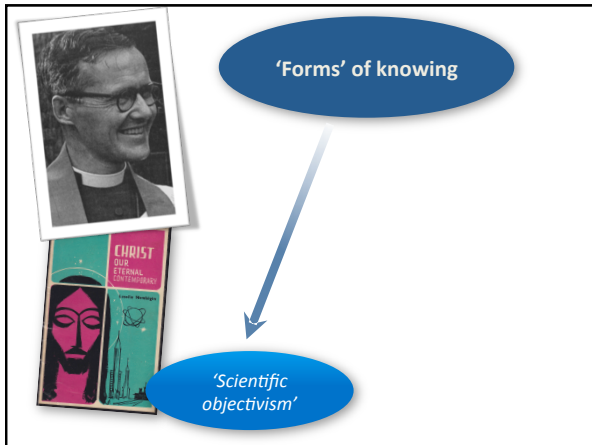 ‘Forms’ of knowing
CHRIST
OUR
ETERNAL
CONTEMPORARY
‘Scientific
objectivism’